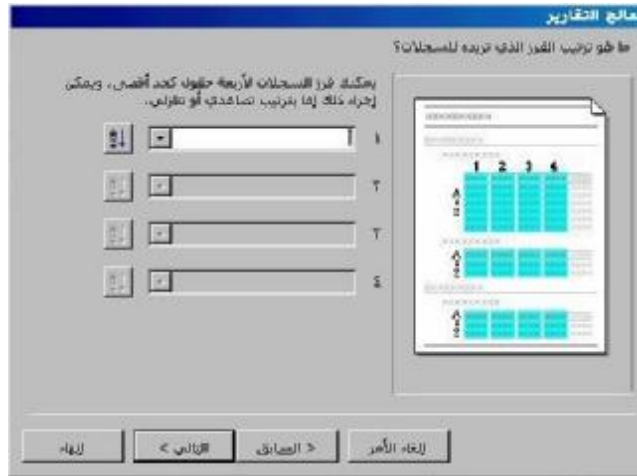 معالج التقارير
ما هو ترتيب الفرز الذي تريده للسجلات؟
يمكنك فرز السجلات لأربعة حقول كحد أقصى، ويمكن
إجراء ذلك إما بترتيب تصاعدي أو تنازلي.
١
٢
٣
٤
1 2 3 4
إلغاء الأمر
< السابق
التالي >
إنهاء